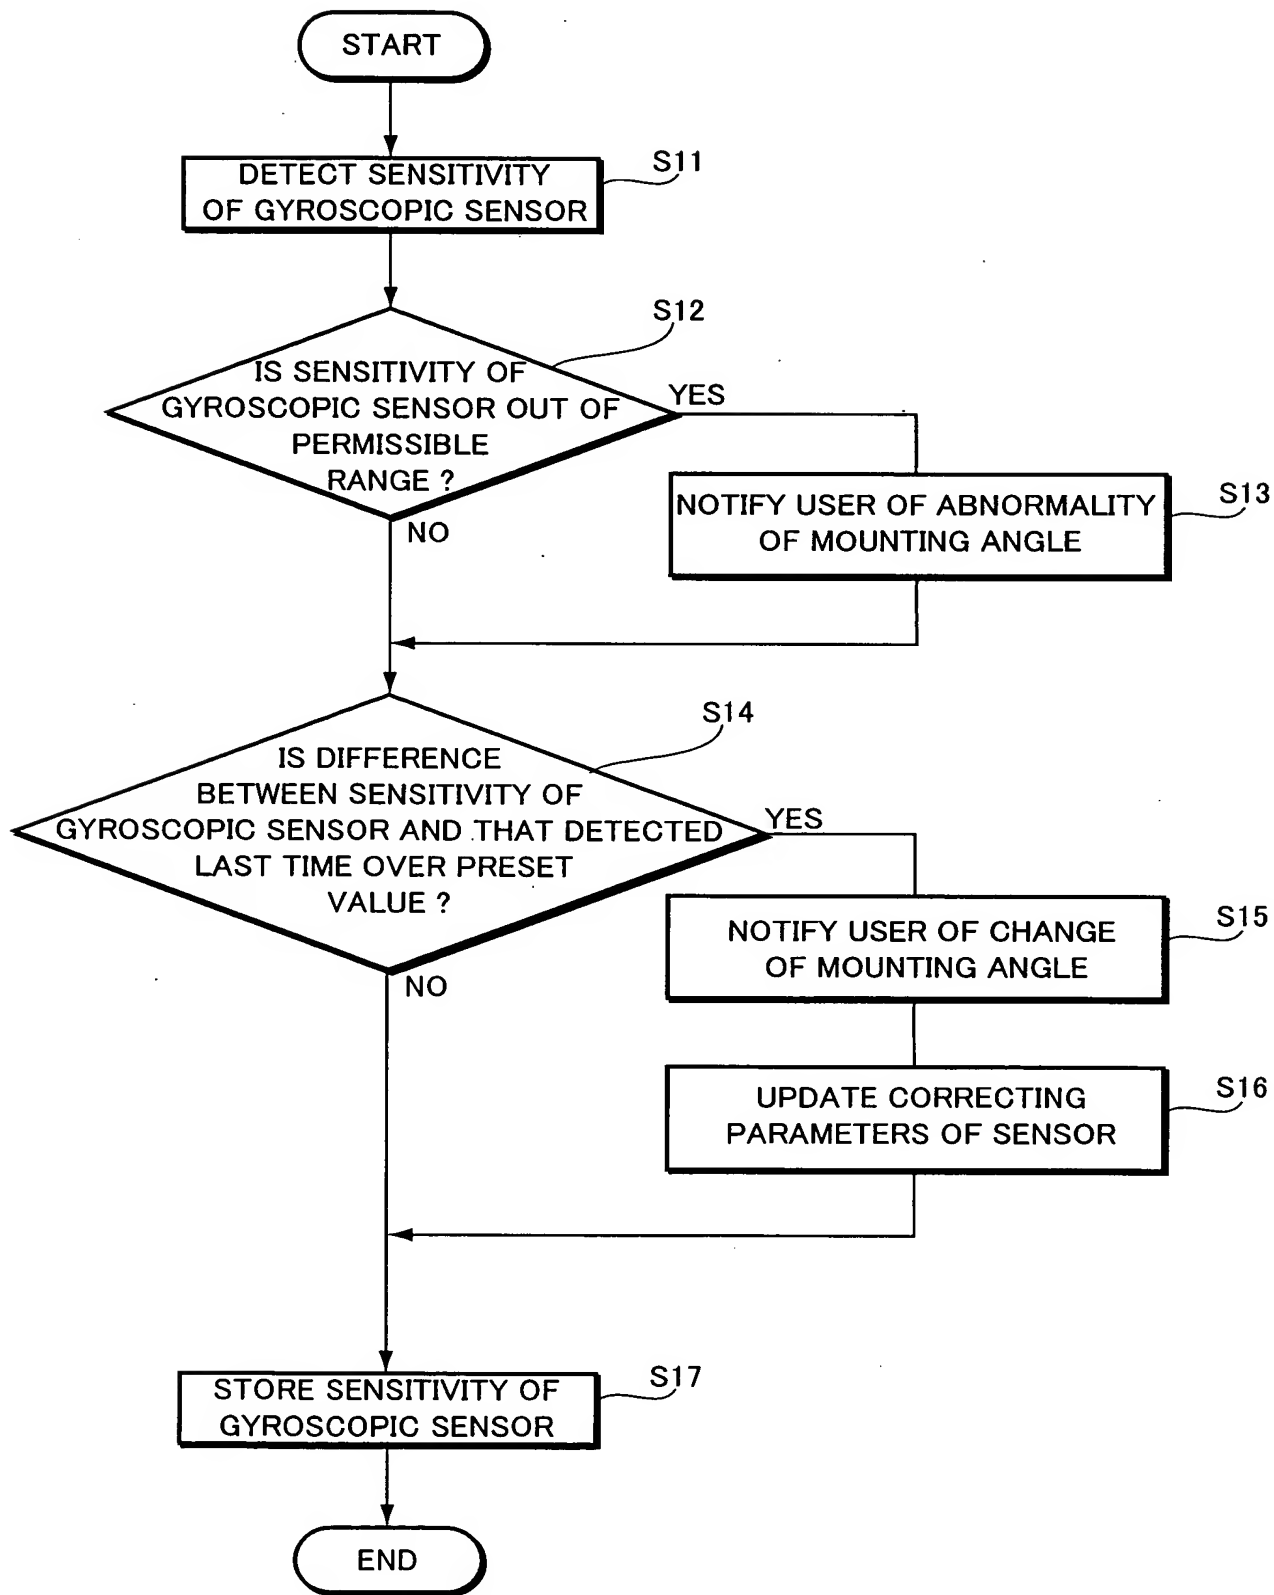 START
S11
DETECT SENSITIVITY
OF GYROSCOPIC SENSOR
S12
IS SENSITIVITY OF
GYROSCOPIC SENSOR OUT OF
PERMISSIBLE
RANGE ?
YES
NO
S13
NOTIFY USER OF ABNORMALITY
OF MOUNTING ANGLE
S14
IS DIFFERENCE
BETWEEN SENSITIVITY OF
GYROSCOPIC SENSOR AND THAT DETECTED
LAST TIME OVER PRESET
VALUE ?
YES
NO
S15
NOTIFY USER OF CHANGE
OF MOUNTING ANGLE
S16
UPDATE CORRECTING
PARAMETERS OF SENSOR
S17
STORE SENSITIVITY OF
GYROSCOPIC SENSOR
END